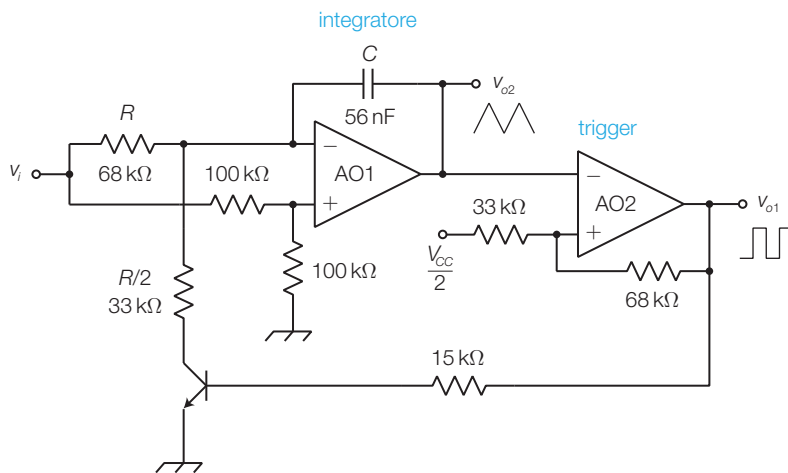 integratore
C
56 nF
v_o2
R
68 kΩ
v_i
100 kΩ
−
+
AO1
trigger
−
+
AO2
v_o1
33 kΩ
V_CC
2
100 kΩ
R/2
33 kΩ
68 kΩ
15 kΩ